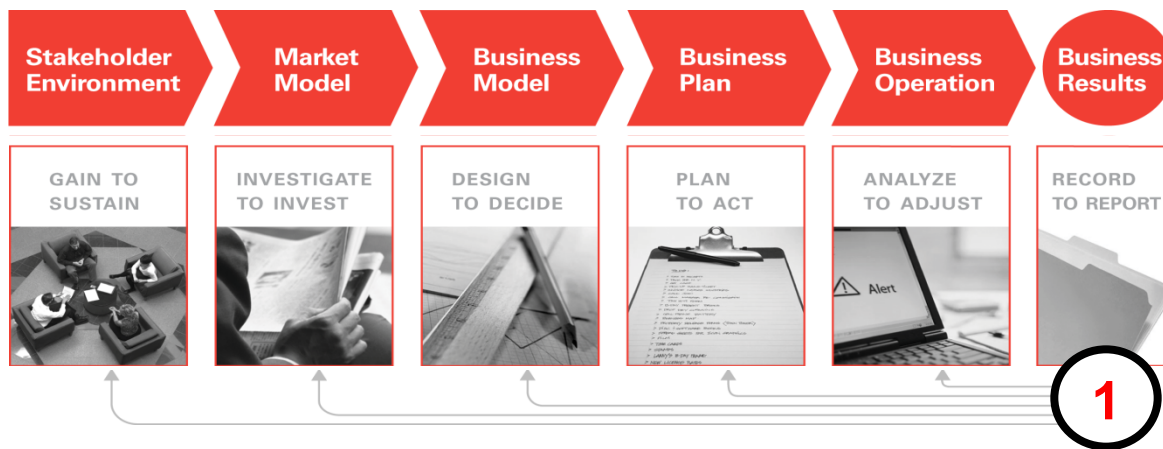 Stakeholder
Environment
Market
Model
Business
Model
Business
Plan
Business
Operation
Business
Results
GAIN TO
SUSTAIN
INVESTIGATE
TO INVEST
DESIGN
TO DECIDE
PLAN
TO ACT
ANALYZE
TO ADJUST
RECORD
TO REPORT
Alert
1